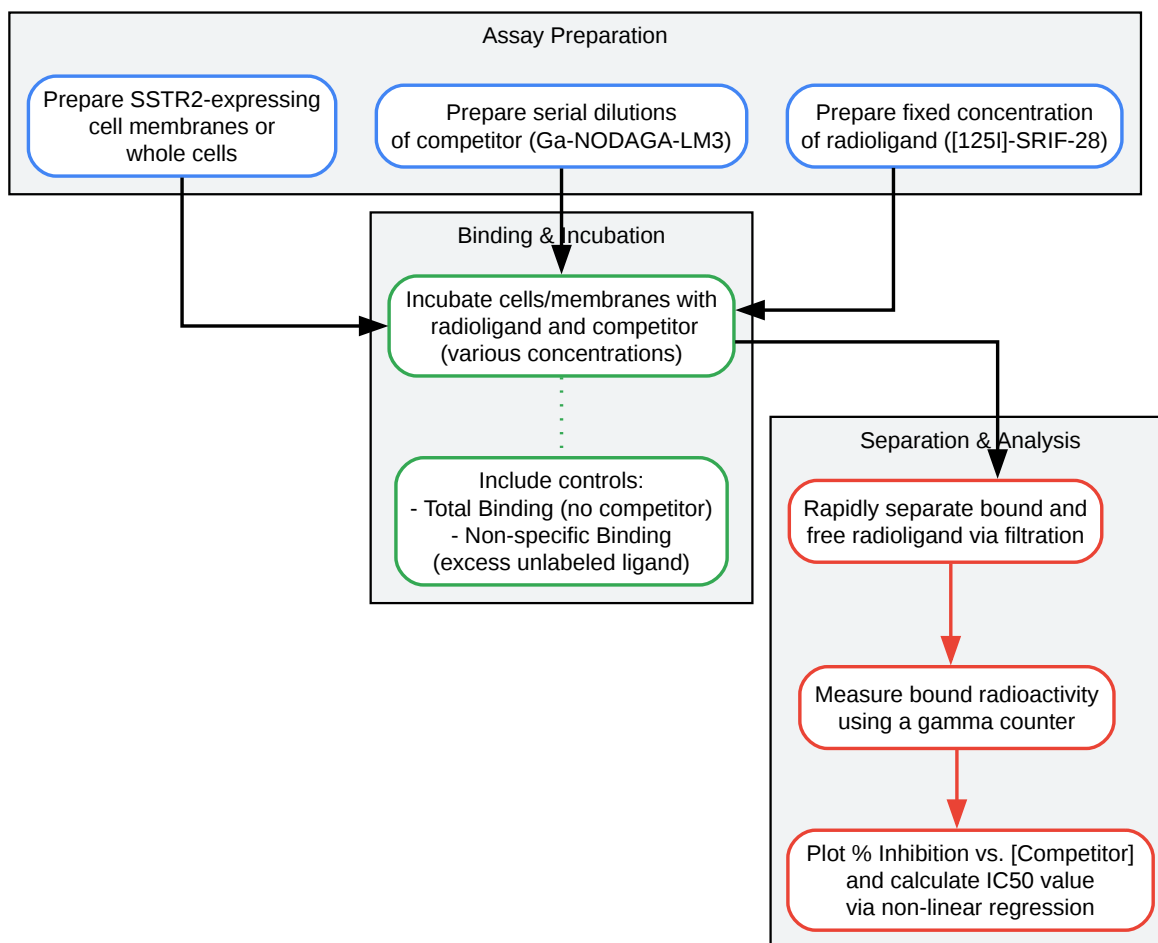 Assay Preparation
Prepare SSTR2-expressing
cell membranes or
whole cells
Prepare serial dilutions
of competitor (Ga-NODAGA-LM3)
Prepare fixed concentration
of radioligand ([125I]-SRIF-28)
Binding & Incubation
Incubate cells/membranes with
radioligand and competitor
(various concentrations)
Include controls:
- Total Binding (no competitor)
- Non-specific Binding
(excess unlabeled ligand)
Separation & Analysis
Rapidly separate bound and
free radioligand via filtration
Measure bound radioactivity
using a gamma counter
Plot % Inhibition vs. [Competitor]
and calculate IC50 value
via non-linear regression